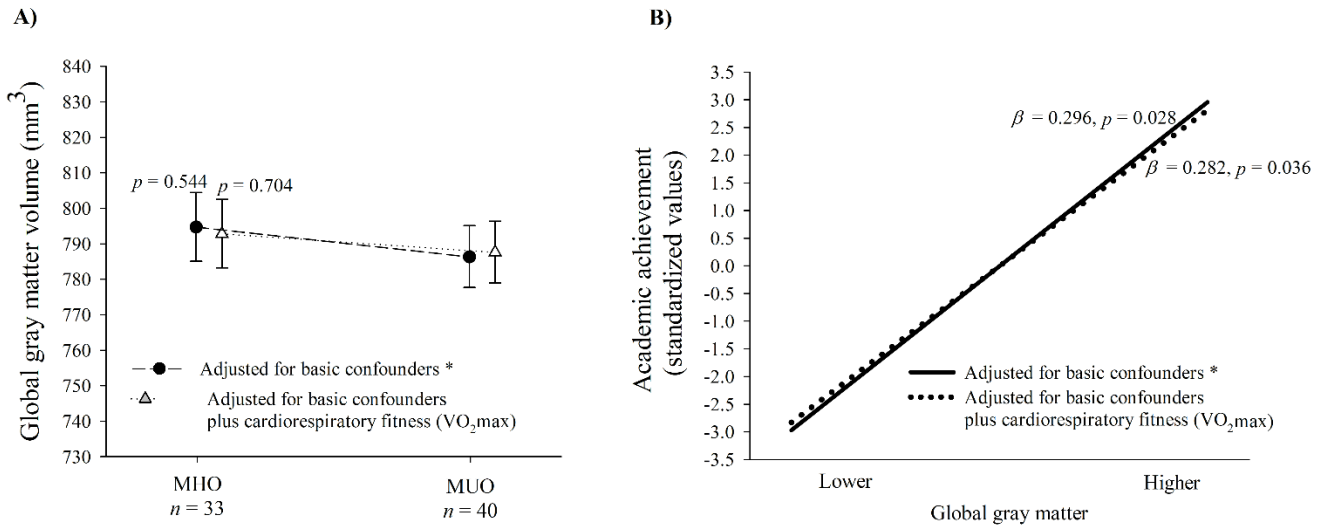 A)
Global gray matter volume (mm³)
840
830
820
810
800
790
780
770
760
750
740
730
p = 0.544
p = 0.704
Adjusted for basic confounders *
Adjusted for basic confounders
plus cardiorespiratory fitness (VO₂max)
MHO
n = 33
MUO
n = 40
B)
Academic achievement
(standardized values)
3.5
3.0
2.5
2.0
1.5
1.0
0.5
0.0
-0.5
-1.0
-1.5
-2.0
-2.5
-3.0
-3.5
β = 0.296, p = 0.028
β = 0.282, p = 0.036
Adjusted for basic confounders *
Adjusted for basic confounders
plus cardiorespiratory fitness (VO₂max)
Lower
Higher
Global gray matter